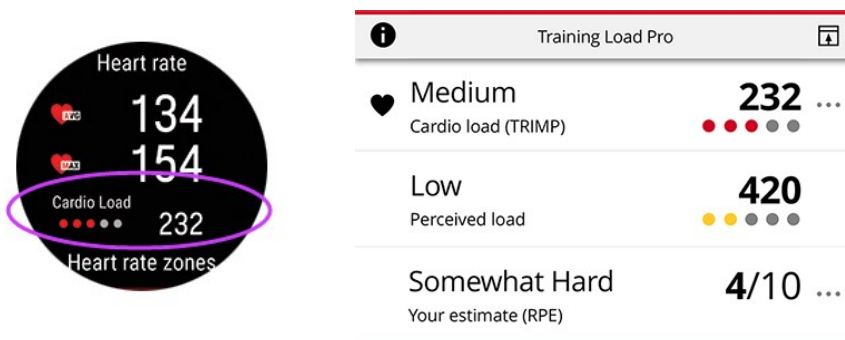 Heart rate
AVG 134
MAX 154
Cardio Load
232
Heart rate zones
Training Load Pro
Medium 232
Cardio load (TRIMP)
Low 420
Perceived load
Somewhat Hard 4/10
Your estimate (RPE)